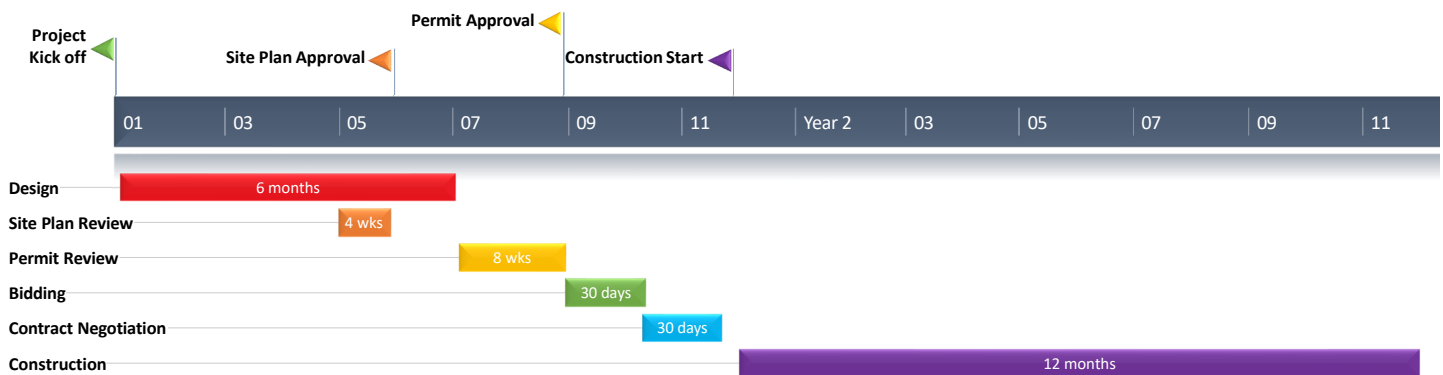 Permit Approval
Project
Kick off
Site Plan Approval
Construction Start
01 03 05 07 09 11 Year 2 03 05 07 09 11
Design 6 months
Site Plan Review 4 wks
Permit Review 8 wks
Bidding 30 days
Contract Negotiation 30 days
Construction 12 months